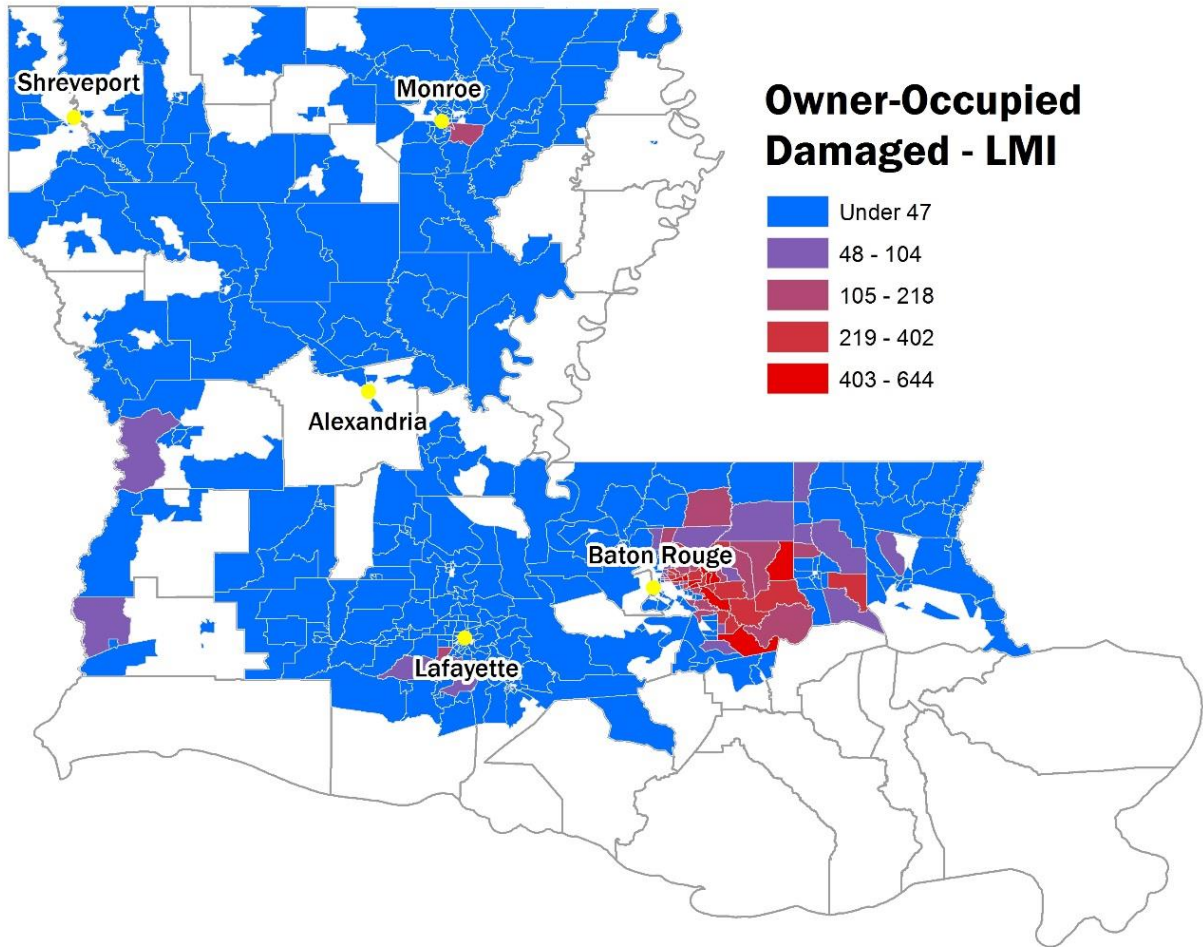 Shreveport
Monroe
Owner-Occupied
Damaged - LMI
Under 47
48 - 104
105 - 218
219 - 402
403 - 644
Alexandria
Baton Rouge
Lafayette